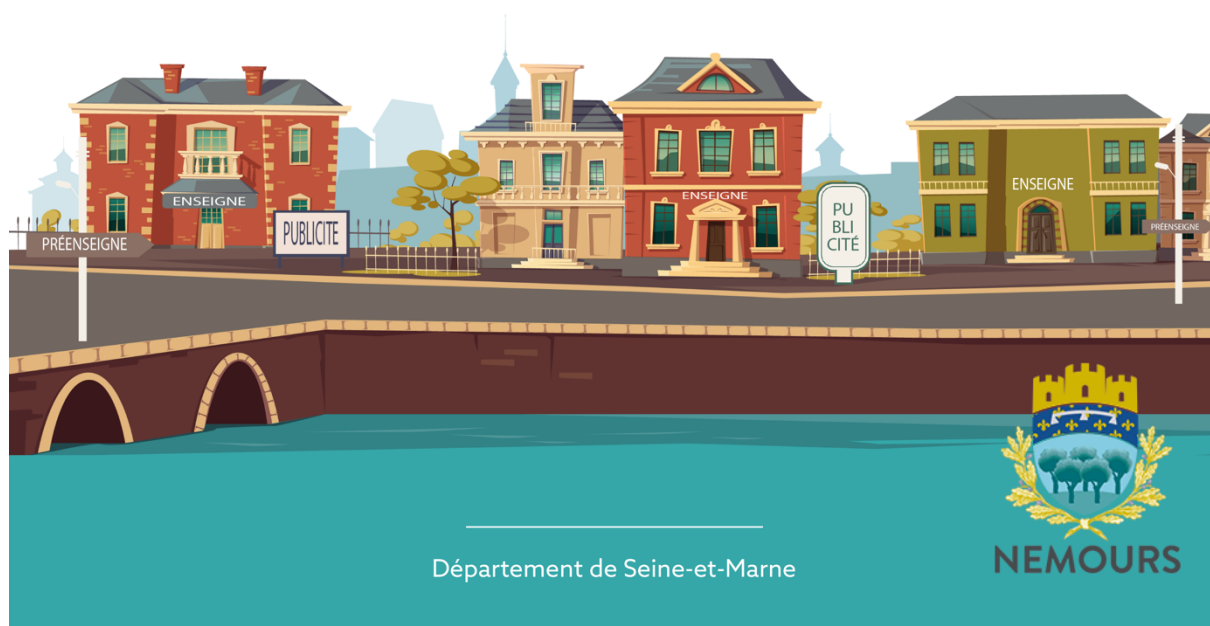 ENSEIGNE
PRÉENSEIGNE
PUBLICITE
ENSEIGNE
PU
BLI
CITÉ
ENSEIGNE
PRÉENSEIGNE
Département de Seine-et-Marne
NEMOURS